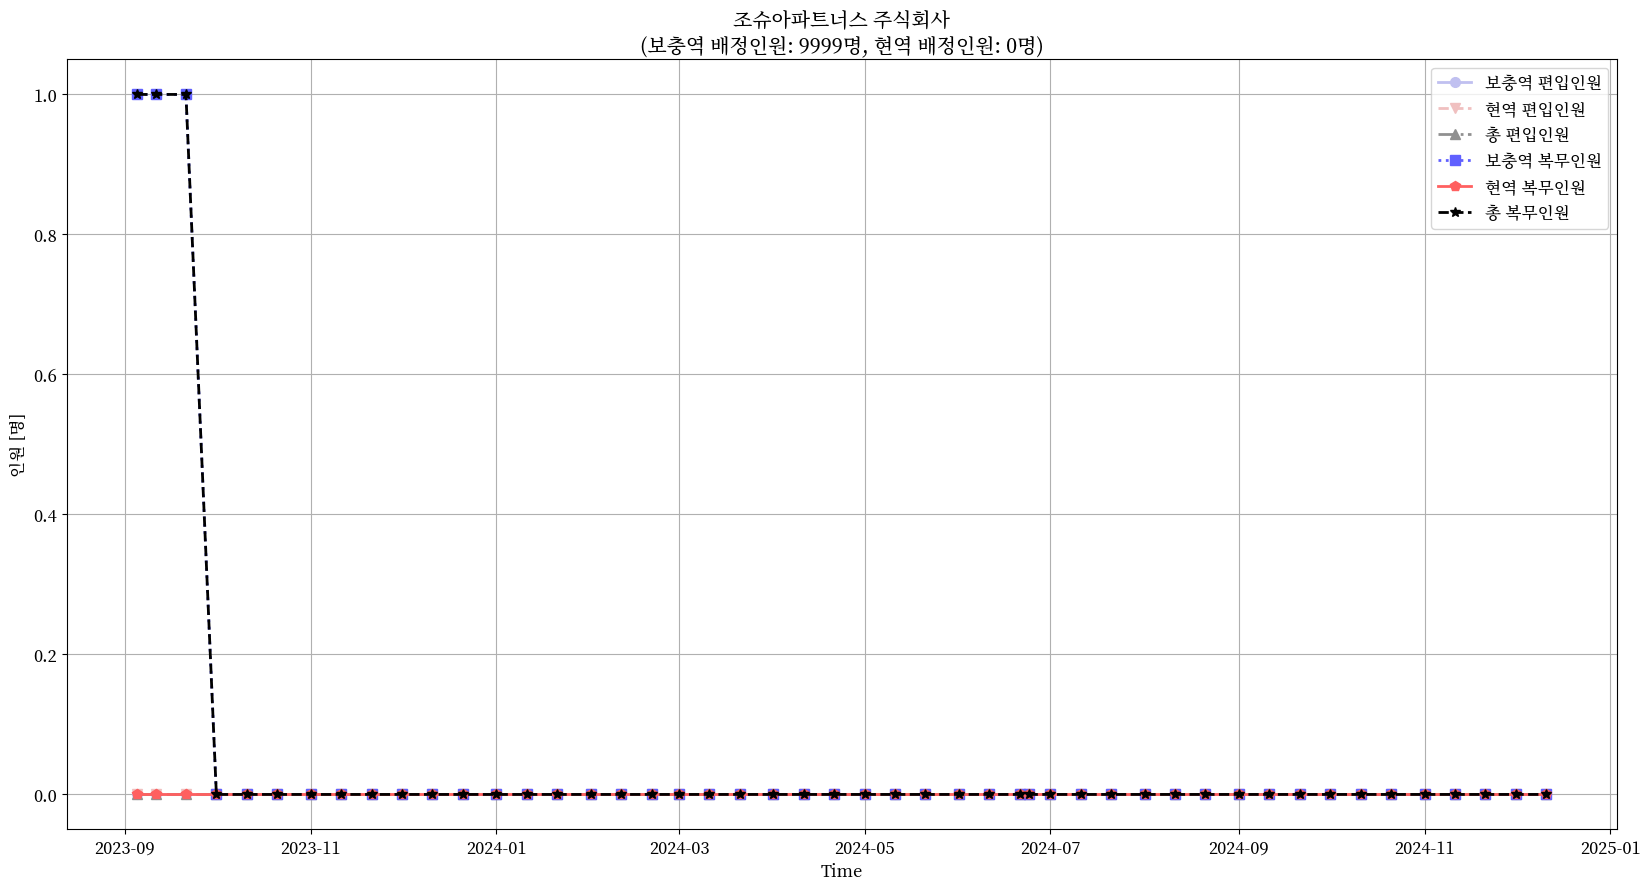 조슈아파트너스 주식회사
(보충역 배정인원: 9999명, 현역 배정인원: 0명)
보충역 편입인원
현역 편입인원
총 편입인원
보충역 복무인원
현역 복무인원
총 복무인원
인원 [명]
1.0
0.8
0.6
0.4
0.2
0.0
2023-09 2023-11 2024-01 2024-03 2024-05 2024-07 2024-09 2024-11 2025-01
Time